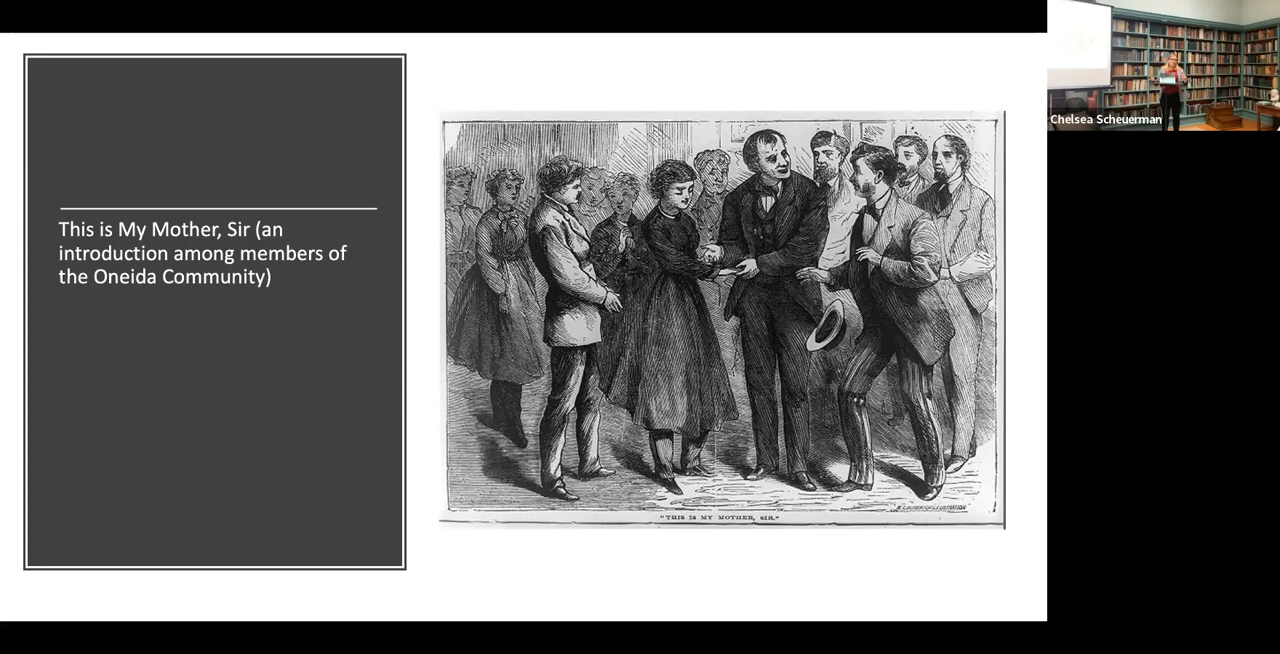 This is My Mother, Sir (an
introduction among members of
the Oneida Community)
"THIS IS MY MOTHER, SIR."
Chelsea Scheuerman